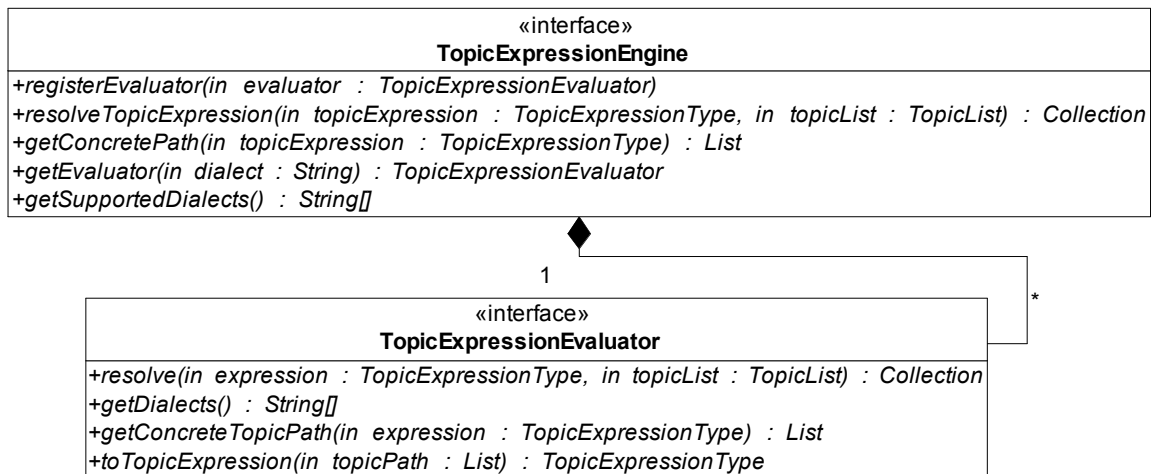 «interface»
TopicExpressionEngine
+registerEvaluator(in evaluator : TopicExpressionEvaluator)
+resolveTopicExpression(in topicExpression : TopicExpressionType, in topicList : TopicList) : Collection
+getConcretePath(in topicExpression : TopicExpressionType) : List
+getEvaluator(in dialect : String) : TopicExpressionEvaluator
+getSupportedDialects() : String[]
1
*
«interface»
TopicExpressionEvaluator
+resolve(in expression : TopicExpressionType, in topicList : TopicList) : Collection
+getDialects() : String[]
+getConcreteTopicPath(in expression : TopicExpressionType) : List
+toTopicExpression(in topicPath : List) : TopicExpressionType